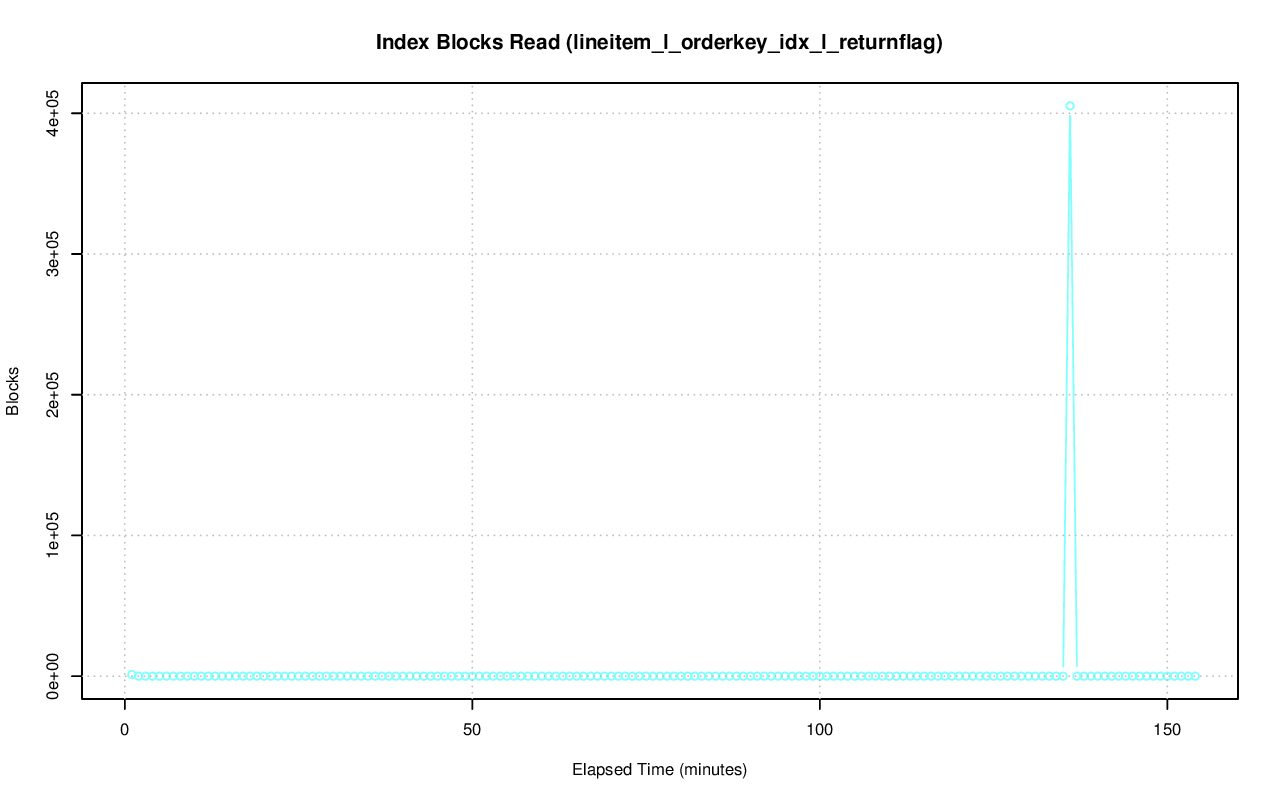 Index Blocks Read (lineitem_l_orderkey_idx_l_returnflag)
4e+05
3e+05
2e+05
1e+05
0e+00
Blocks
0 50 100 150
Elapsed Time (minutes)